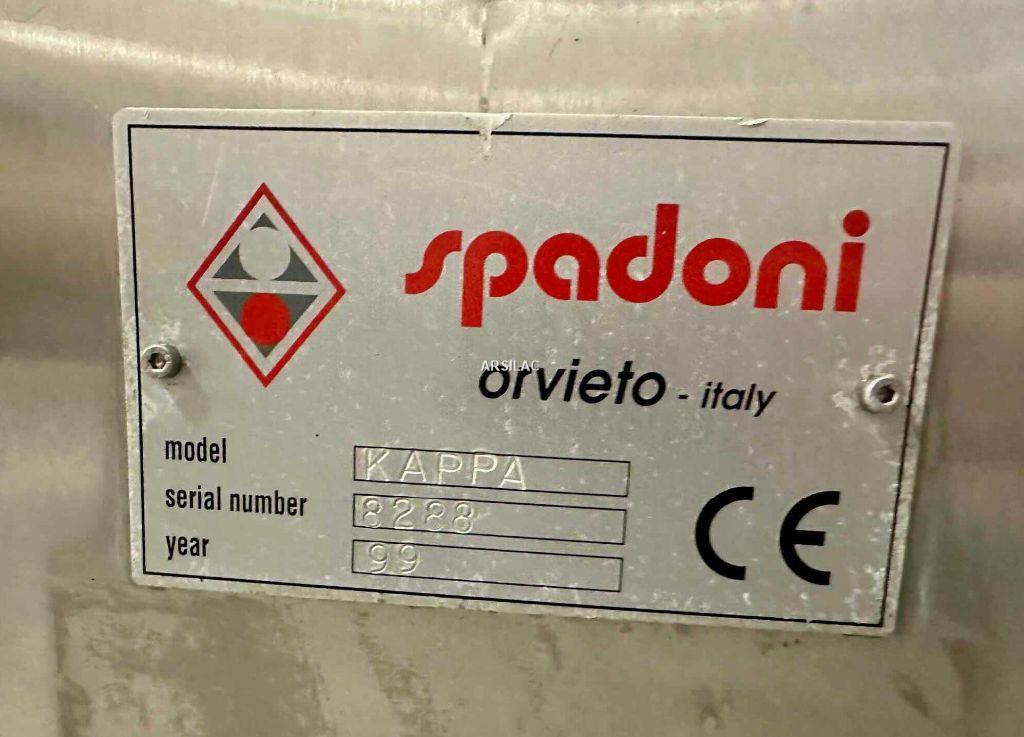 spadoni
orvieto - italy
ARSILAC
model KAPPA
serial number 8288
year 99
CE